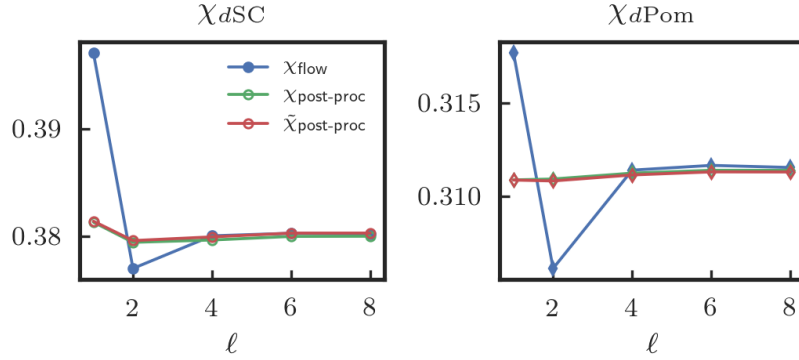 χdSC
0.39
0.38
2 4 6 8
ℓ
χflow
χpost-proc
χ̃post-proc
χdPom
0.315
0.310
2 4 6 8
ℓ